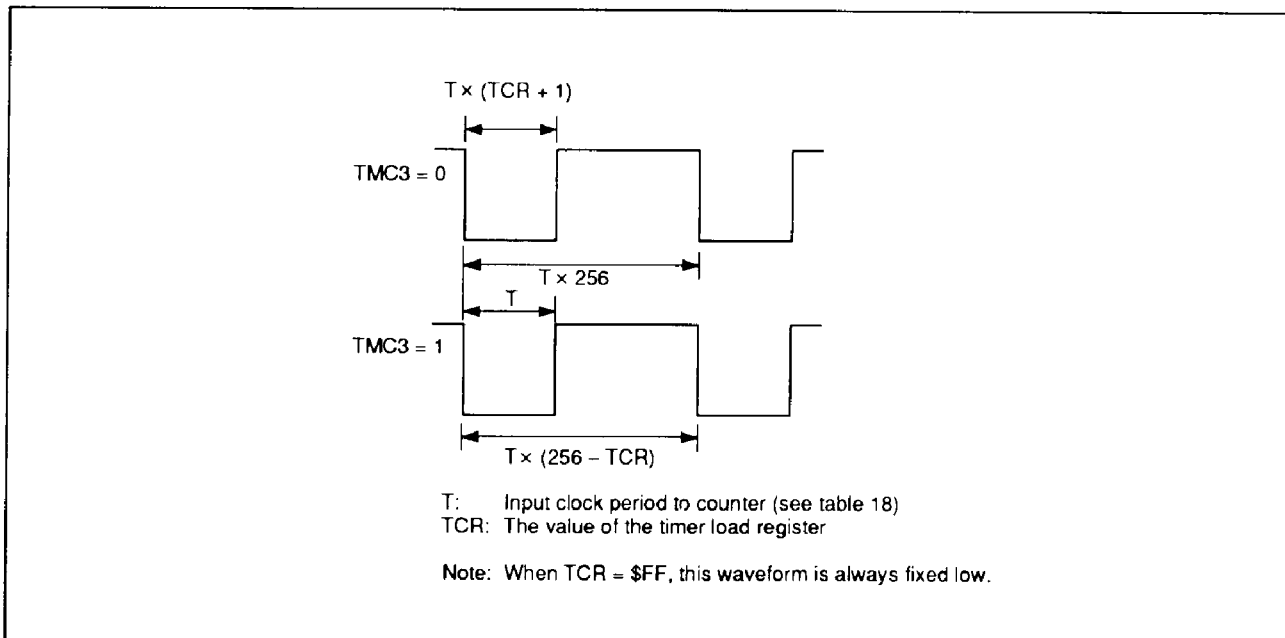 T × (TCR + 1)
TMC3 = 0
T × 256
T
TMC3 = 1
T × (256 – TCR)
T: Input clock period to counter (see table 18)
TCR: The value of the timer load register
Note: When TCR = $FF, this waveform is always fixed low.